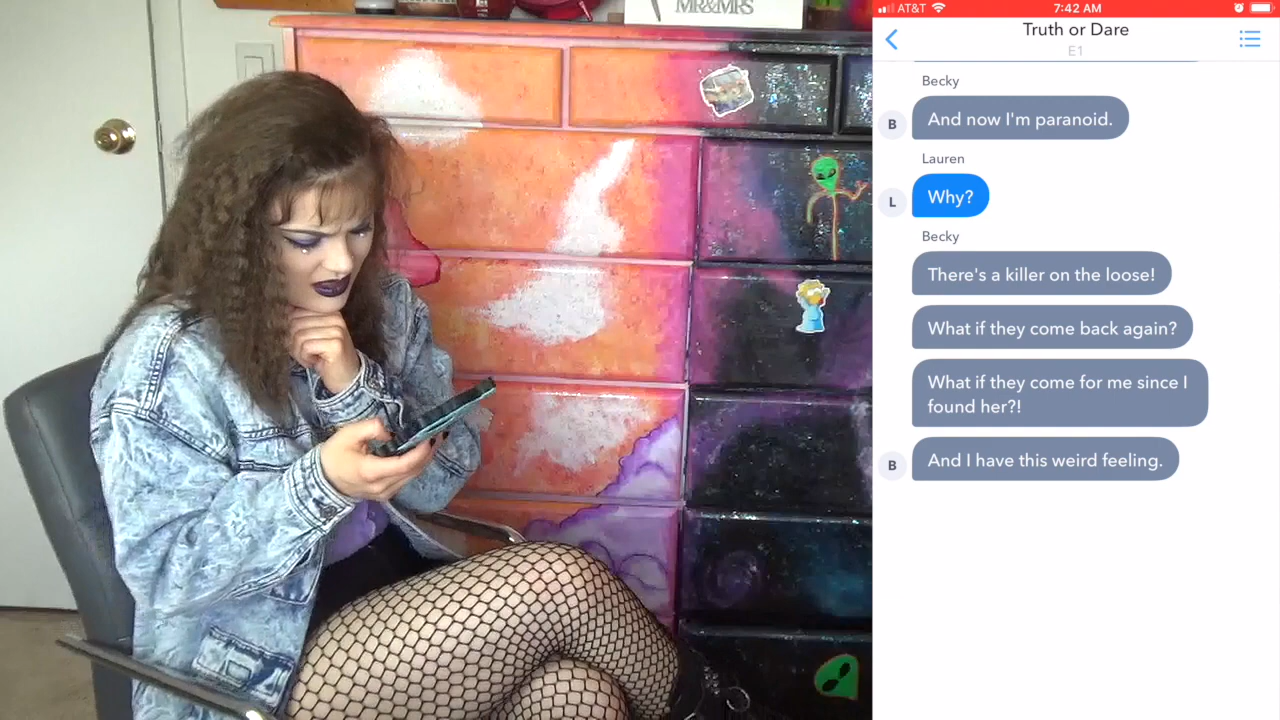 MR&MRS
AT&T
7:42 AM
Truth or Dare
E1
Becky
B
And now I'm paranoid.
Lauren
L
Why?
Becky
There's a killer on the loose!
What if they come back again?
What if they come for me since I
found her?!
B
And I have this weird feeling.